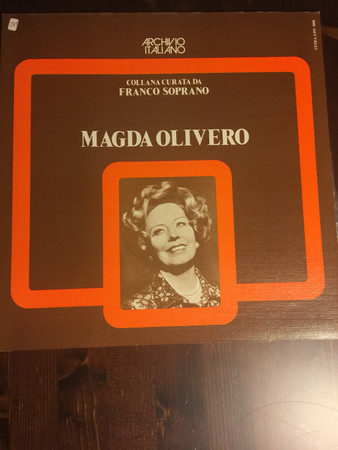 ARCHIVIO
ITALIANO
COLLANA CURATA DA
FRANCO SOPRANO
MAGDA OLIVERO